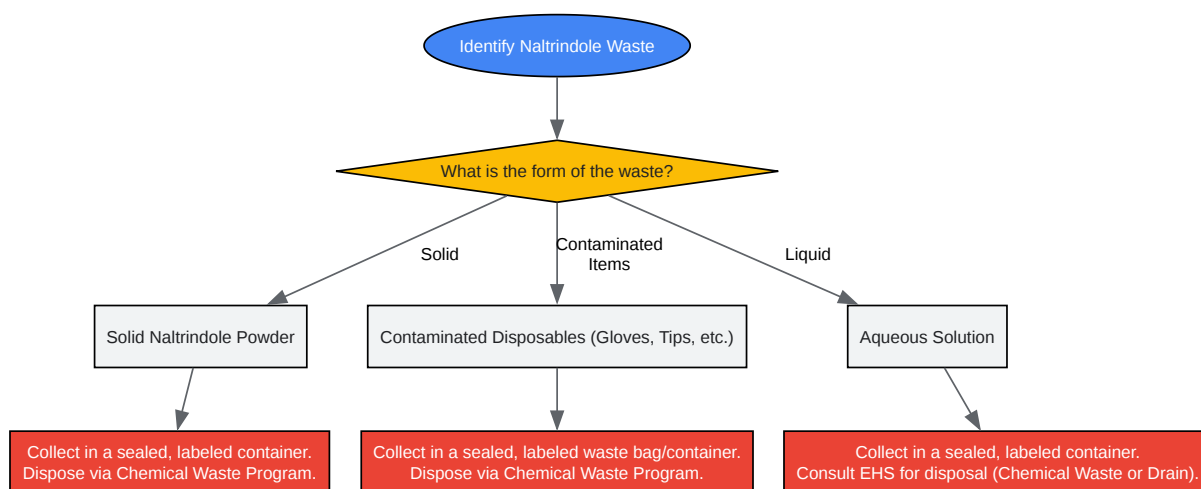 Identify Naltrindole Waste
What is the form of the waste?
Solid
Contaminated
Items
Liquid
Solid Naltrindole Powder
Contaminated Disposables (Gloves, Tips, etc.)
Aqueous Solution
Collect in a sealed, labeled container.
Dispose via Chemical Waste Program.
Collect in a sealed, labeled waste bag/container.
Dispose via Chemical Waste Program.
Collect in a sealed, labeled container.
Consult EHS for disposal (Chemical Waste or Drain).